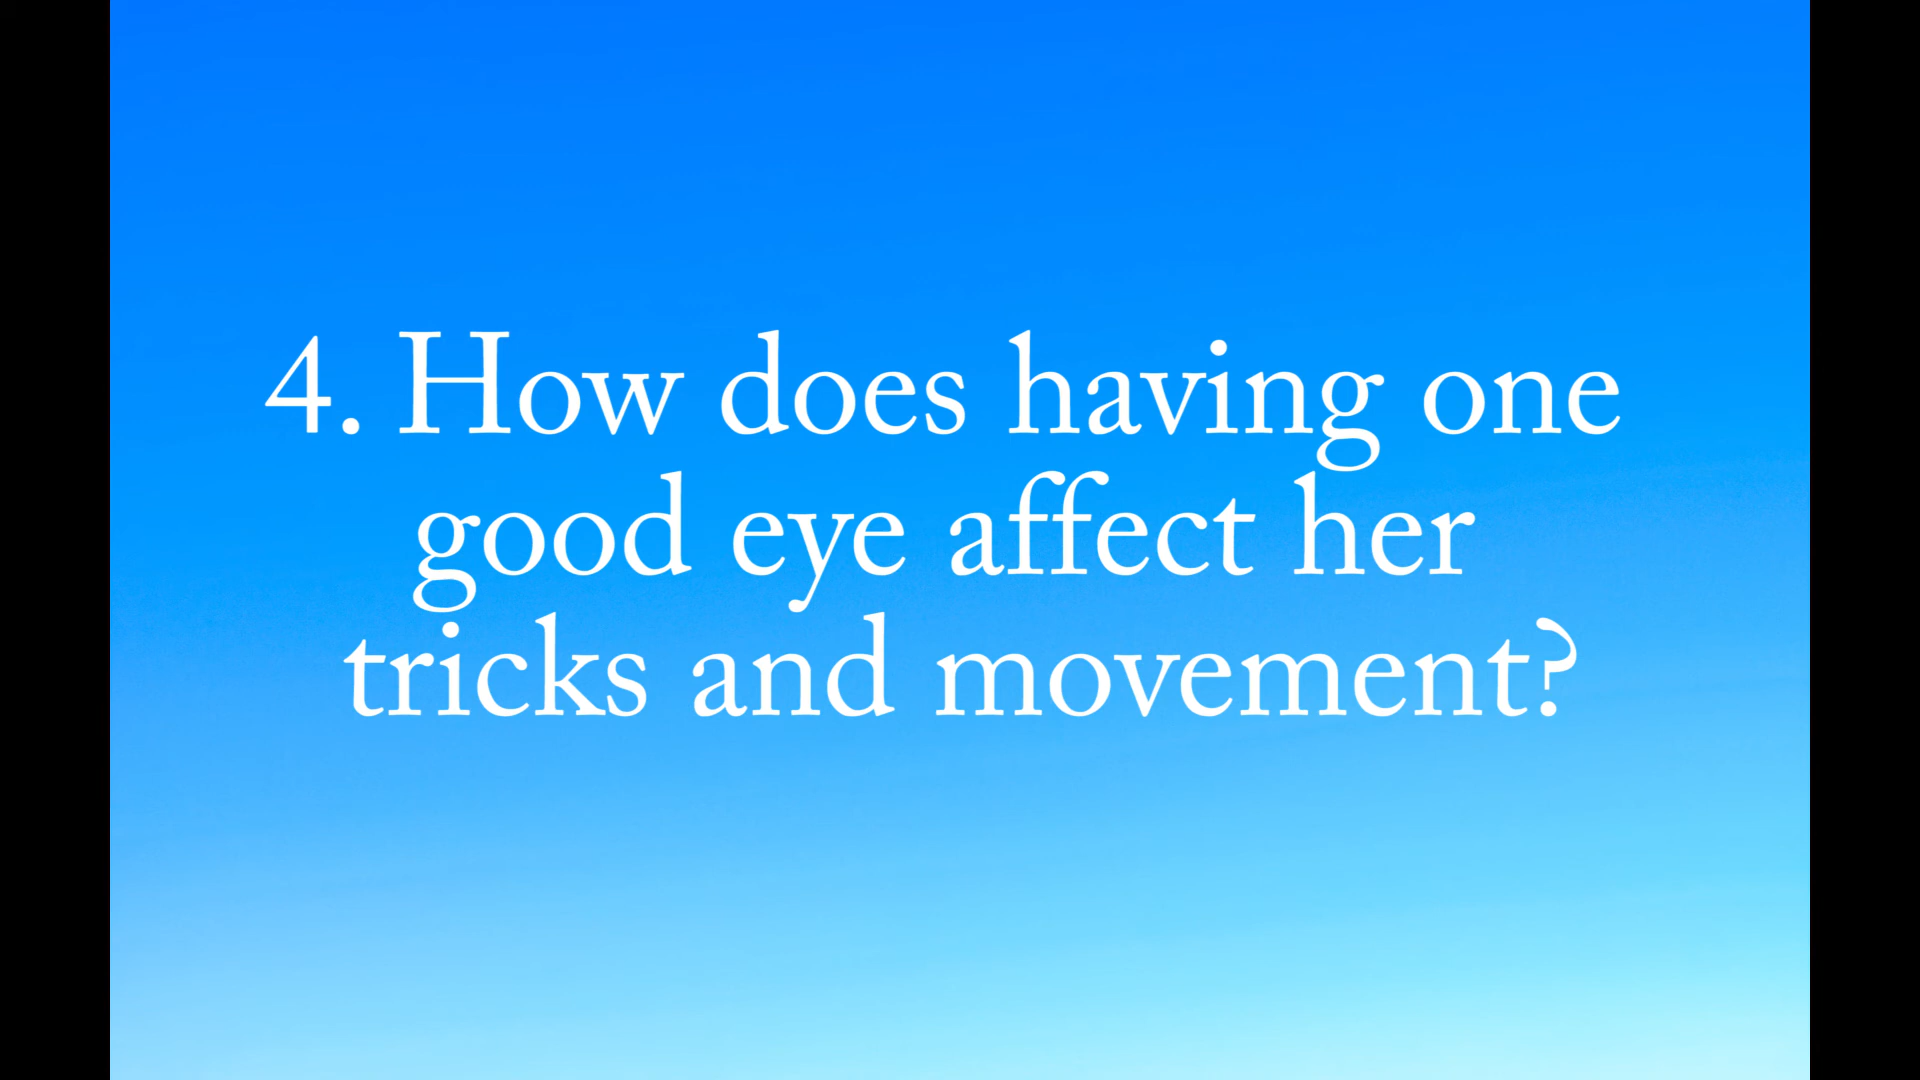 4. How does having one
good eye affect her
tricks and movement?